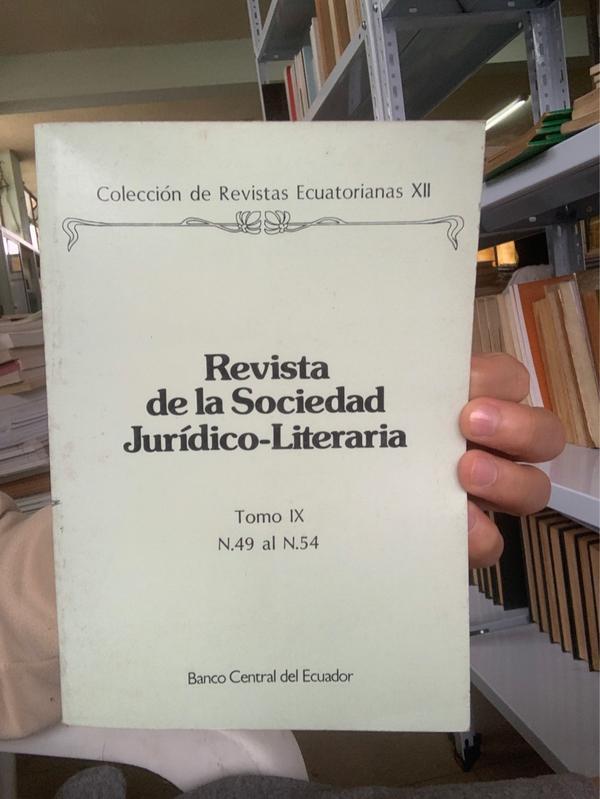 Colección de Revistas Ecuatorianas XII
Revista
de la Sociedad
Jurídico-Literaria
Tomo IX
N.49 al N.54
Banco Central del Ecuador